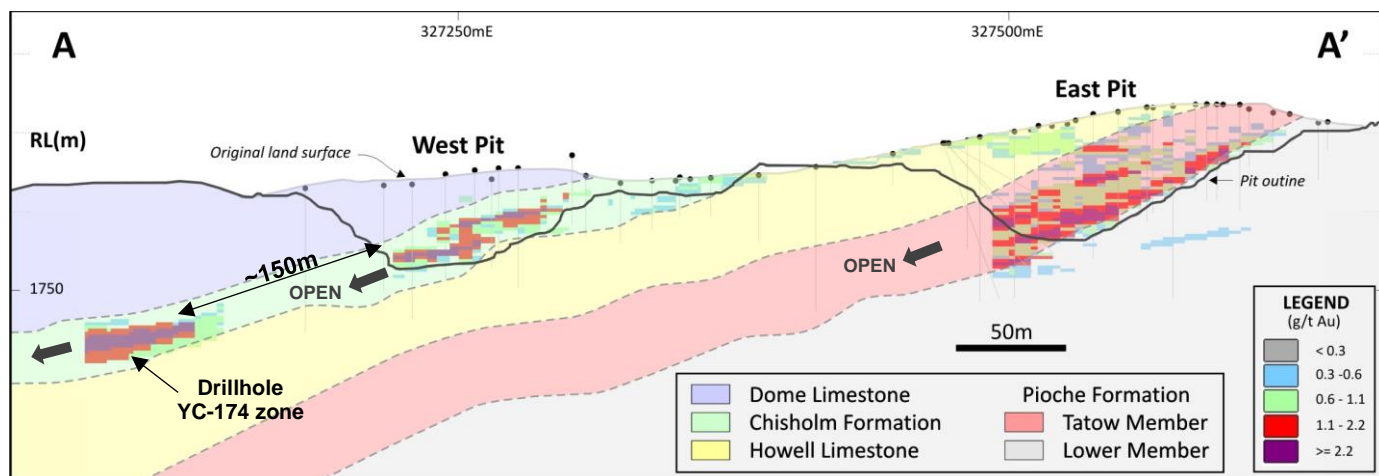 A
327250mE
327500mE
A'
East Pit
RL(m)
Original land surface
West Pit
Pit outine
~150m
OPEN
OPEN
1750
50m
Drillhole
YC-174 zone
Dome Limestone
Chisholm Formation
Howell Limestone
Pioche Formation
Tatow Member
Lower Member
LEGEND
(g/t Au)
< 0.3
0.3 -0.6
0.6 - 1.1
1.1 - 2.2
>= 2.2